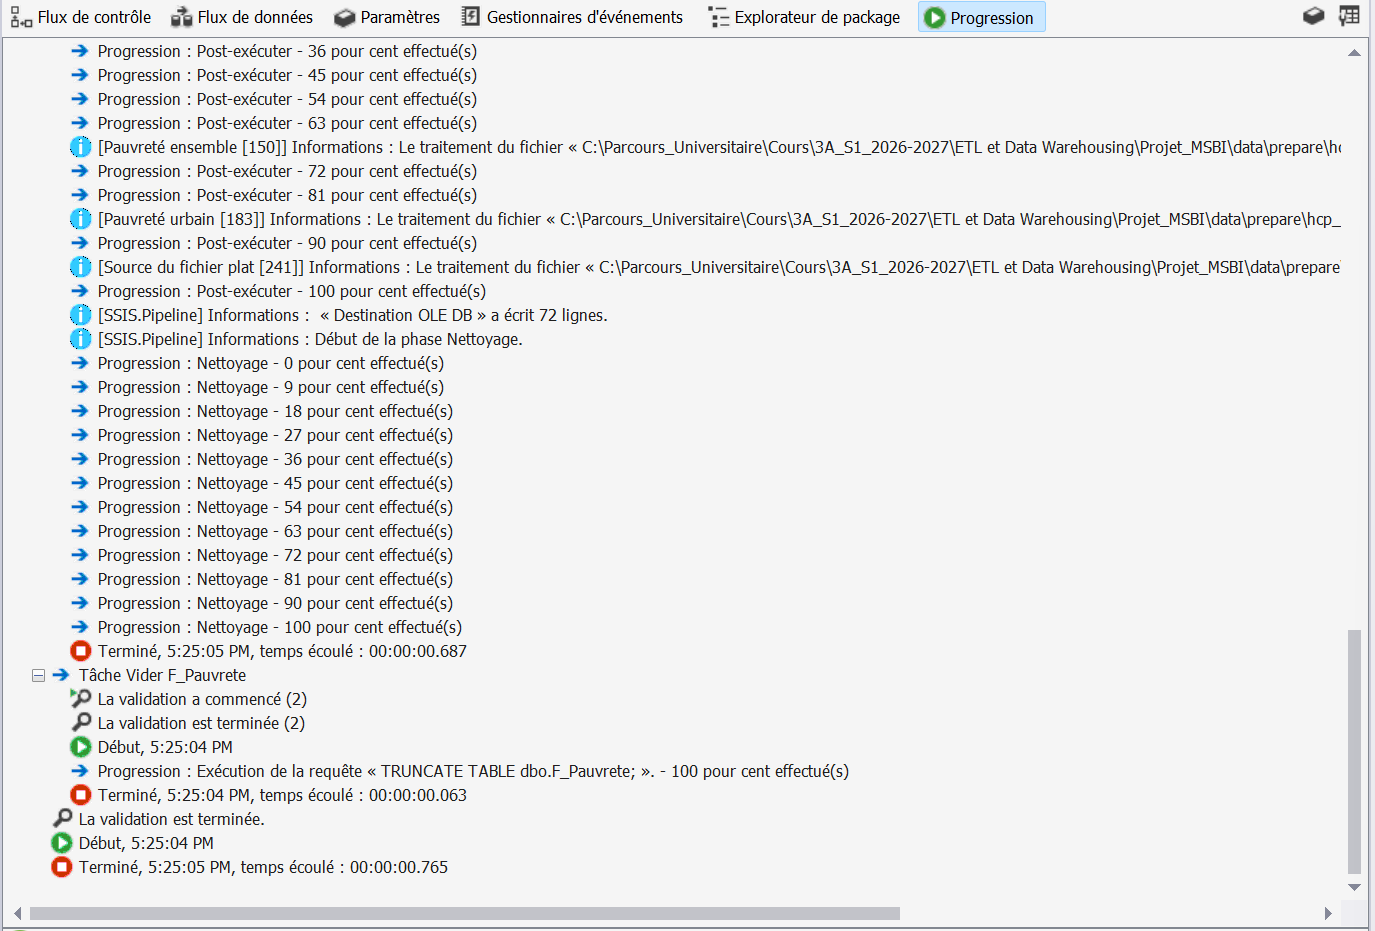 Flux de contrôle Flux de données Paramètres Gestionnaires d'événements Explorateur de package Progression
Progression : Post-exécuter - 36 pour cent effectué(s)
Progression : Post-exécuter - 45 pour cent effectué(s)
Progression : Post-exécuter - 54 pour cent effectué(s)
Progression : Post-exécuter - 63 pour cent effectué(s)
[Pauvreté ensemble [150]] Informations : Le traitement du fichier « C:\Parcours_Universitaire\Cours\3A_S1_2026-2027\ETL et Data Warehousing\Projet_MSBI\data\prepare\hc
Progression : Post-exécuter - 72 pour cent effectué(s)
Progression : Post-exécuter - 81 pour cent effectué(s)
[Pauvreté urbain [183]] Informations : Le traitement du fichier « C:\Parcours_Universitaire\Cours\3A_S1_2026-2027\ETL et Data Warehousing\Projet_MSBI\data\prepare\hcp_
Progression : Post-exécuter - 90 pour cent effectué(s)
[Source du fichier plat [241]] Informations : Le traitement du fichier « C:\Parcours_Universitaire\Cours\3A_S1_2026-2027\ETL et Data Warehousing\Projet_MSBI\data\prepare\
Progression : Post-exécuter - 100 pour cent effectué(s)
[SSIS.Pipeline] Informations : « Destination OLE DB » a écrit 72 lignes.
[SSIS.Pipeline] Informations : Début de la phase Nettoyage.
Progression : Nettoyage - 0 pour cent effectué(s)
Progression : Nettoyage - 9 pour cent effectué(s)
Progression : Nettoyage - 18 pour cent effectué(s)
Progression : Nettoyage - 27 pour cent effectué(s)
Progression : Nettoyage - 36 pour cent effectué(s)
Progression : Nettoyage - 45 pour cent effectué(s)
Progression : Nettoyage - 54 pour cent effectué(s)
Progression : Nettoyage - 63 pour cent effectué(s)
Progression : Nettoyage - 72 pour cent effectué(s)
Progression : Nettoyage - 81 pour cent effectué(s)
Progression : Nettoyage - 90 pour cent effectué(s)
Progression : Nettoyage - 100 pour cent effectué(s)
Terminé, 5:25:05 PM, temps écoulé : 00:00:00.687
Tâche Vider F_Pauvrete
La validation a commencé (2)
La validation est terminée (2)
Début, 5:25:04 PM
Progression : Exécution de la requête « TRUNCATE TABLE dbo.F_Pauvrete; ». - 100 pour cent effectué(s)
Terminé, 5:25:04 PM, temps écoulé : 00:00:00.063
La validation est terminée.
Début, 5:25:04 PM
Terminé, 5:25:05 PM, temps écoulé : 00:00:00.765